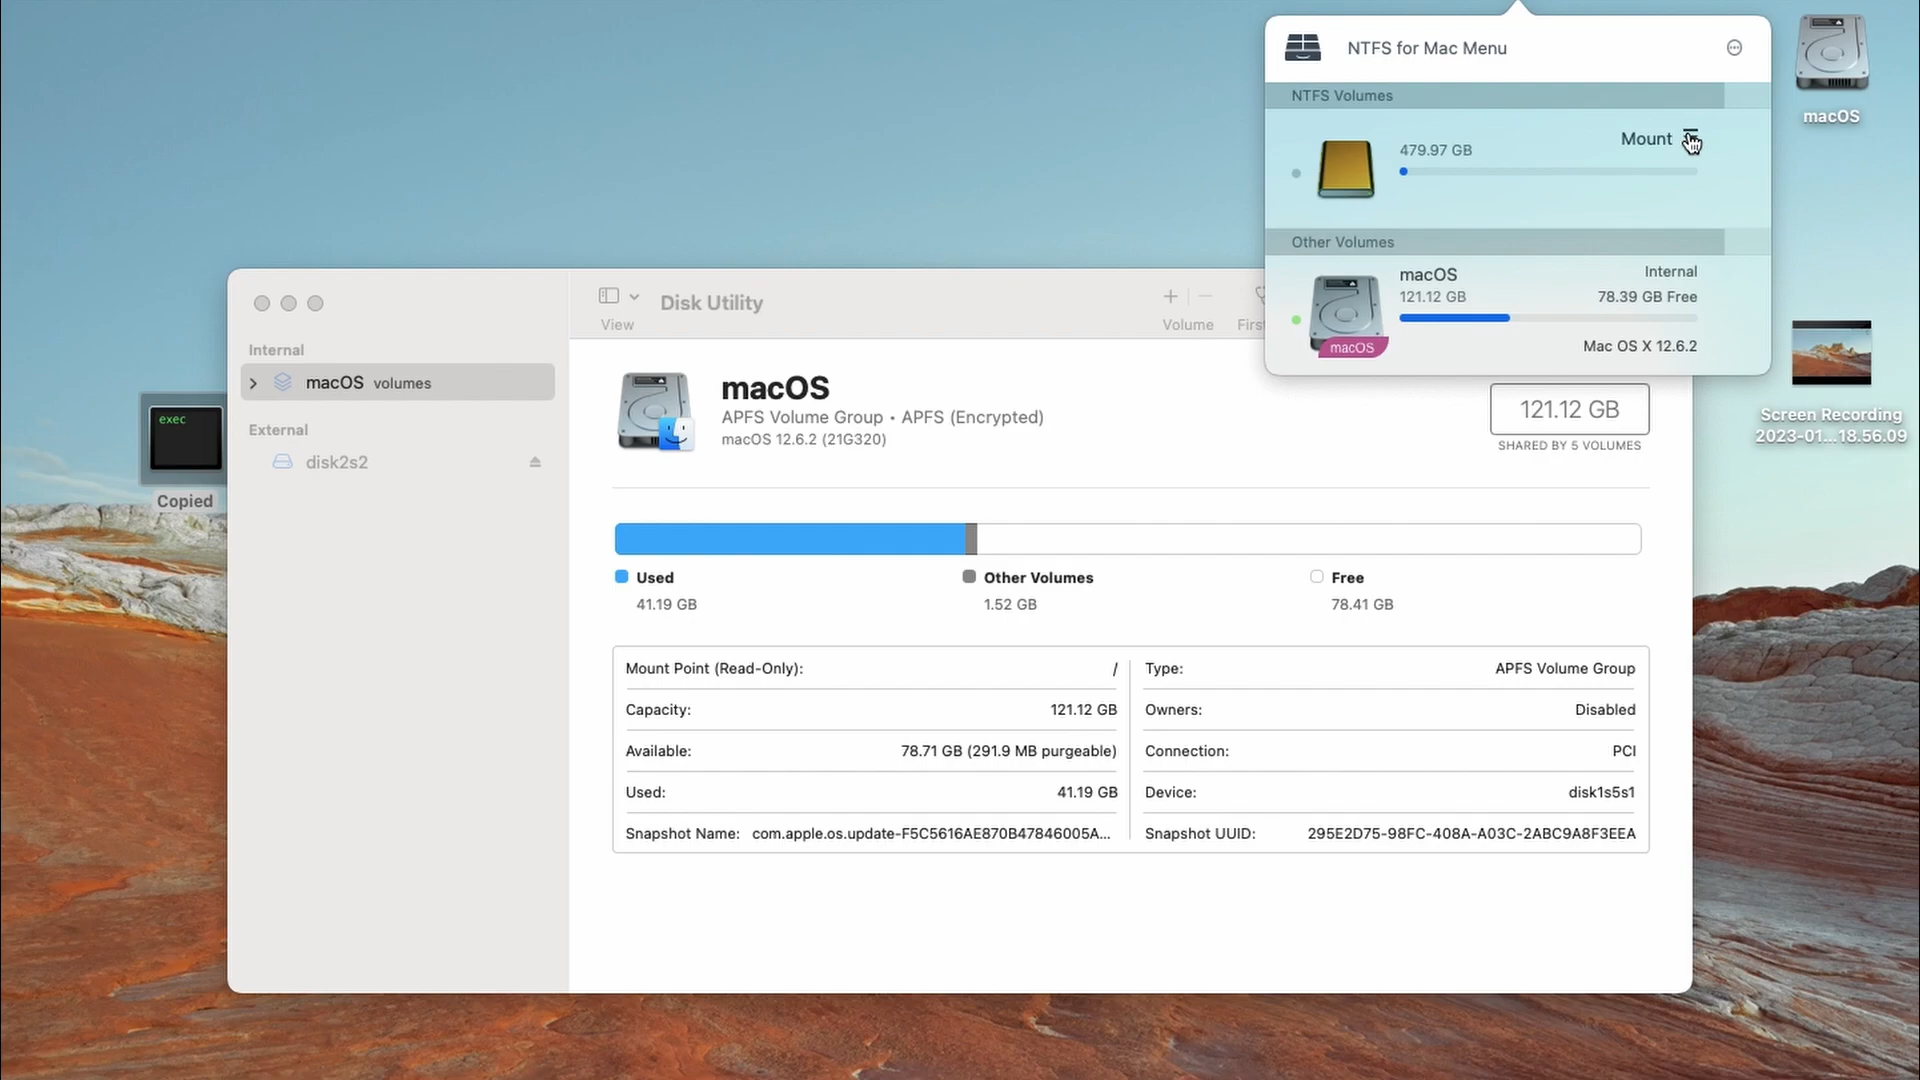 NTFS for Mac Menu
NTFS Volumes
Mount
479.97 GB
Other Volumes
macOS
Internal
121.12 GB
78.39 GB Free
macOS
Mac OS X 12.6.2
macOS
Screen Recording
2023-01...18.56.09
exec
Copied
Disk Utility
View
Volume
First
Internal
macOS volumes
External
disk2s2
macOS
APFS Volume Group • APFS (Encrypted)
macOS 12.6.2 (21G320)
121.12 GB
SHARED BY 5 VOLUMES
Used
41.19 GB
Other Volumes
1.52 GB
Free
78.41 GB
Mount Point (Read-Only): /
Capacity: 121.12 GB
Available: 78.71 GB (291.9 MB purgeable)
Used: 41.19 GB
Snapshot Name: com.apple.os.update-F5C5616AE870B47846005A...
Type: APFS Volume Group
Owners: Disabled
Connection: PCI
Device: disk1s5s1
Snapshot UUID: 295E2D75-98FC-408A-A03C-2ABC9A8F3EEA